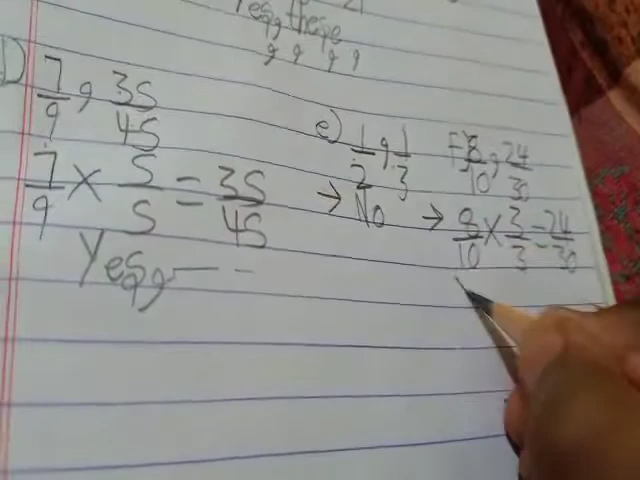 Yes,, these
D) 7/9 , 35/45
7/9 × 5/5 = 35/45
Yes,,
e) 1/2 , 1/3
→ No
F) 8/10 , 24/30
→ 8/10 × 3/3 = 24/30